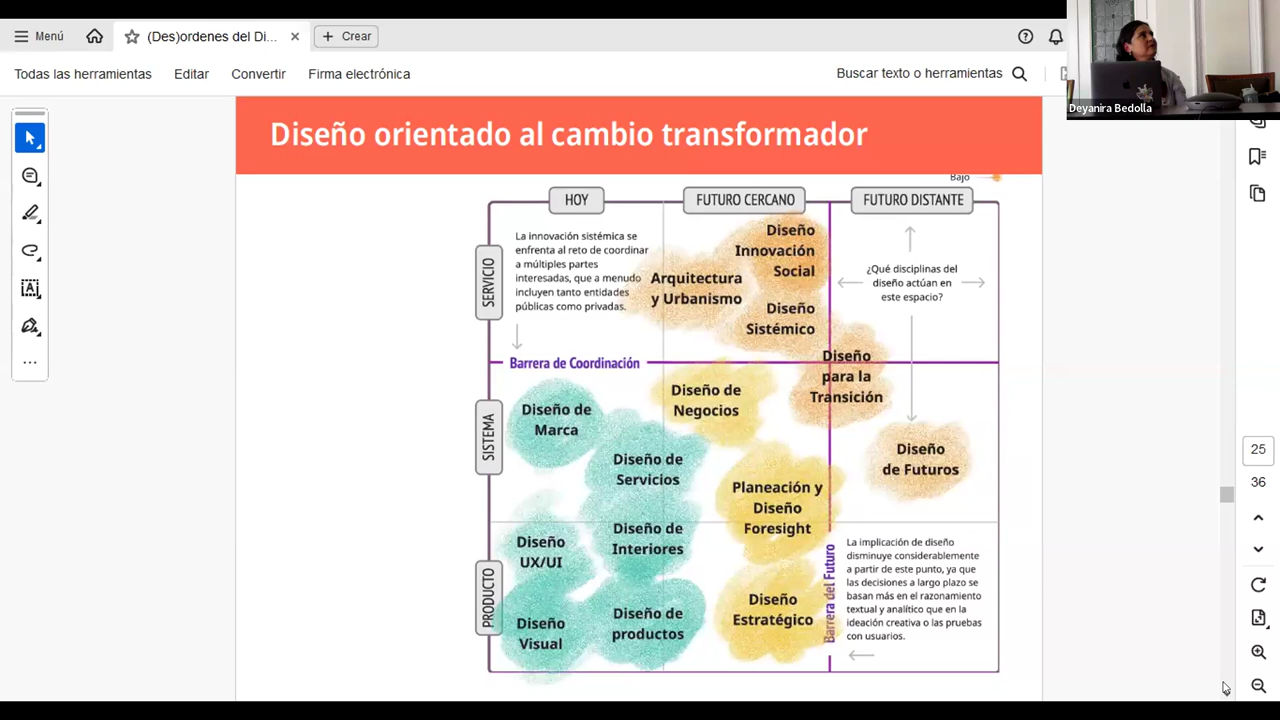 Menú
(Des)ordenes del Di...
Crear
Todas las herramientas
Editar
Convertir
Firma electrónica
Buscar texto o herramientas
Deyanira Bedolla
Diseño orientado al cambio transformador
Bajo
HOY
FUTURO CERCANO
FUTURO DISTANTE
SERVICIO
La innovación sistémica se
enfrenta al reto de coordinar
a múltiples partes
interesadas, que a menudo
incluyen tanto entidades
públicas como privadas.
Diseño
Innovación
Social
Arquitectura
y Urbanismo
Diseño
Sistémico
¿Qué disciplinas del
diseño actúan en
este espacio?
Barrera de Coordinación
Diseño
para la
Transición
SISTEMA
Diseño de
Marca
Diseño de
Negocios
Diseño de
Servicios
Diseño
de Futuros
Planeación y
Diseño
Foresight
Diseño de
Interiores
Diseño
UX/UI
PRODUCTO
Diseño
Visual
Diseño de
productos
Diseño
Estratégico
Barrera del Futuro
La implicación de diseño
disminuye considerablemente
a partir de este punto, ya que
las decisiones a largo plazo se
basan más en el razonamiento
textual y analítico que en la
ideación creativa o las pruebas
con usuarios.
25
36